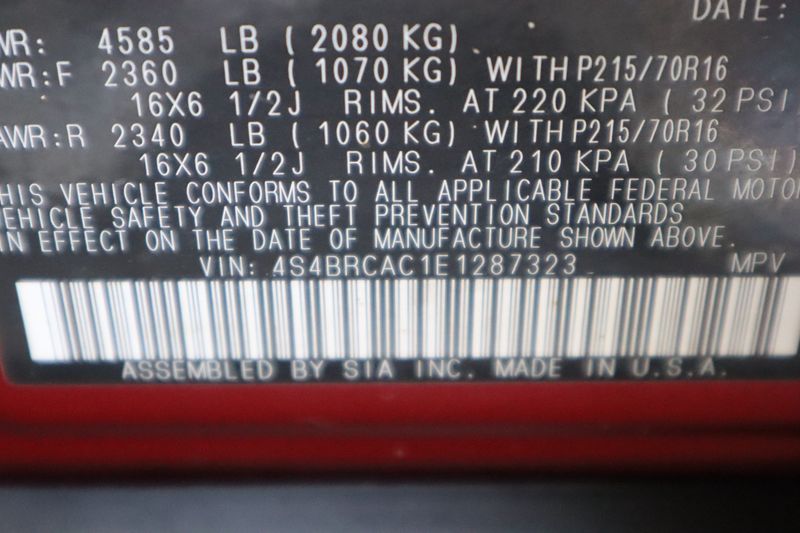 DATE:
WR: 4585 LB ( 2080 KG)
WR:F 2360 LB ( 1070 KG) WITH P215/70R16
16X6 1/2J RIMS. AT 220 KPA ( 32 PSI
AWR:R 2340 LB ( 1060 KG) WITH P215/70R16
16X6 1/2J RIMS. AT 210 KPA ( 30 PSI)
HIS VEHICLE CONFORMS TO ALL APPLICABLE FEDERAL MOTOR
VEHICLE SAFETY AND THEFT PREVENTION STANDARDS
IN EFFECT ON THE DATE OF MANUFACTURE SHOWN ABOVE.
VIN: 4S4BRCAC1E1287323 MPV
ASSEMBLED BY SIA INC. MADE IN U.S.A.